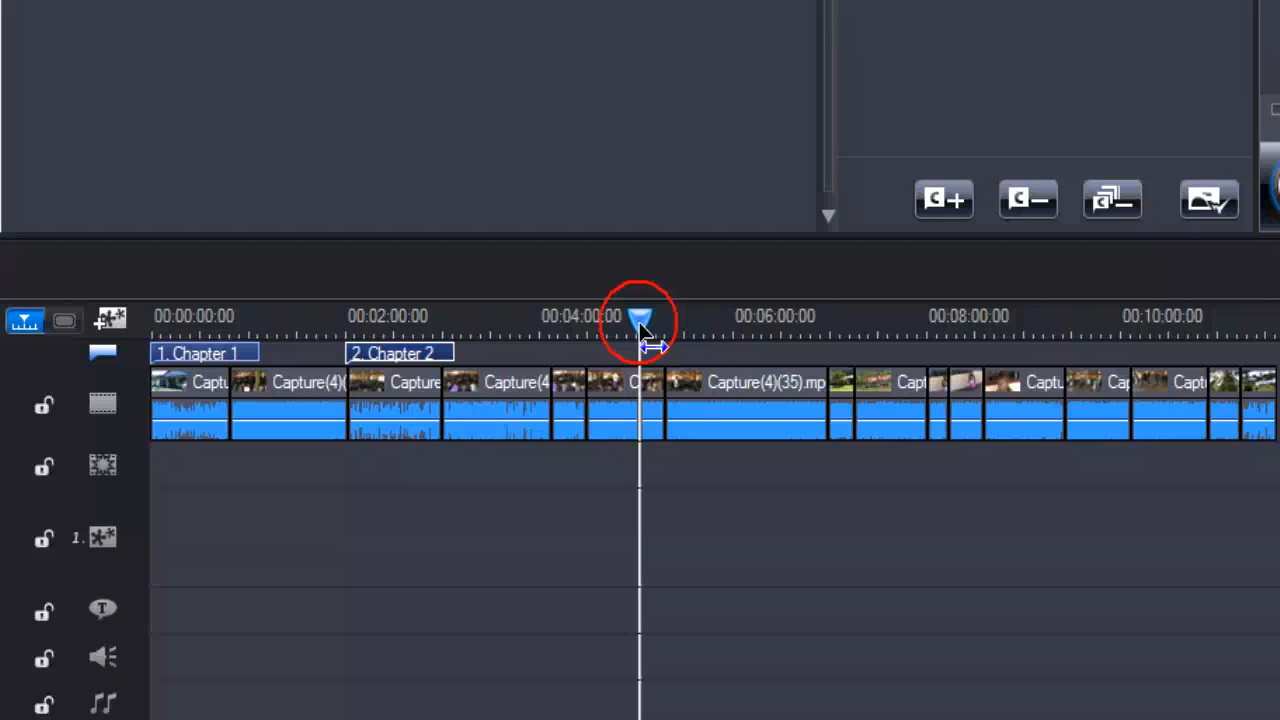 C+ C- C-
00:00:00:00 00:02:00:00 00:04:00:00 00:06:00:00 00:08:00:00 00:10:00:00
1. Chapter 1 2. Chapter 2
Capt Capture(4)( Capture Capture(4 C Capture(4)(35).mp Capt Captu Cap Capt
1.
T